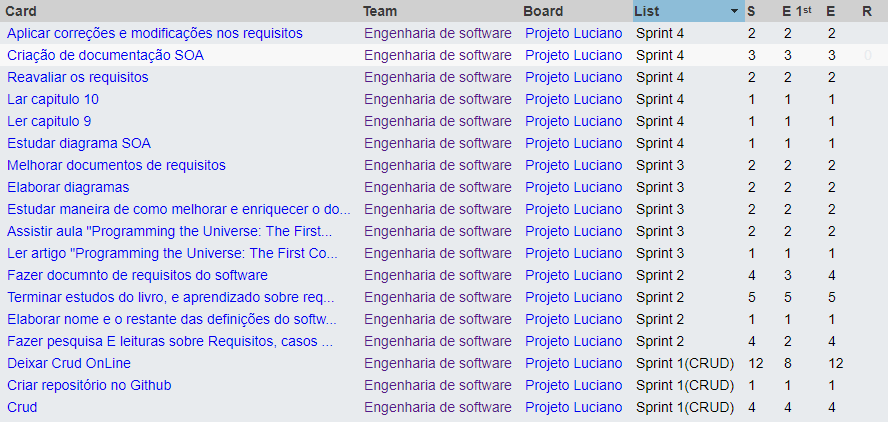 Card Team Board List S E 1st E R
Aplicar correções e modificações nos requisitos Engenharia de software Projeto Luciano Sprint 4 2 2 2
Criação de documentação SOA Engenharia de software Projeto Luciano Sprint 4 3 3 3 0
Reavaliar os requisitos Engenharia de software Projeto Luciano Sprint 4 2 2 2
Lar capitulo 10 Engenharia de software Projeto Luciano Sprint 4 1 1 1
Ler capitulo 9 Engenharia de software Projeto Luciano Sprint 4 1 1 1
Estudar diagrama SOA Engenharia de software Projeto Luciano Sprint 4 1 1 1
Melhorar documentos de requisitos Engenharia de software Projeto Luciano Sprint 3 2 2 2
Elaborar diagramas Engenharia de software Projeto Luciano Sprint 3 2 2 2
Estudar maneira de como melhorar e enriquecer o do... Engenharia de software Projeto Luciano Sprint 3 2 2 2
Assistir aula "Programming the Universe: The First... Engenharia de software Projeto Luciano Sprint 3 2 2 2
Ler artigo "Programming the Universe: The First Co... Engenharia de software Projeto Luciano Sprint 3 1 1 1
Fazer documnto de requisitos do software Engenharia de software Projeto Luciano Sprint 2 4 3 4
Terminar estudos do livro, e aprendizado sobre req... Engenharia de software Projeto Luciano Sprint 2 5 5 5
Elaborar nome e o restante das definições do softw... Engenharia de software Projeto Luciano Sprint 2 1 1 1
Fazer pesquisa E leituras sobre Requisitos, casos ... Engenharia de software Projeto Luciano Sprint 2 4 2 4
Deixar Crud OnLine Engenharia de software Projeto Luciano Sprint 1(CRUD) 12 8 12
Criar repositório no Github Engenharia de software Projeto Luciano Sprint 1(CRUD) 1 1 1
Crud Engenharia de software Projeto Luciano Sprint 1(CRUD) 4 4 4